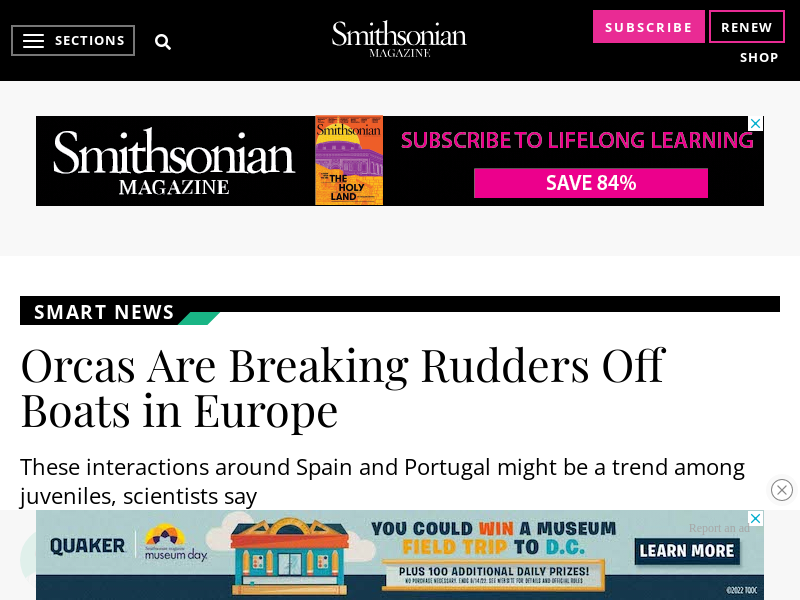 SECTIONS
Smithsonian
MAGAZINE
SUBSCRIBE
RENEW
SHOP
Smithsonian
MAGAZINE
Smithsonian
THE
HOLY
LAND
SUBSCRIBE TO LIFELONG LEARNING
SAVE 84%
SMART NEWS
Orcas Are Breaking Rudders Off
Boats in Europe
These interactions around Spain and Portugal might be a trend among
juveniles, scientists say
Report an ad
QUAKER
museum day
YOU COULD WIN A MUSEUM
FIELD TRIP TO D.C.
PLUS 100 ADDITIONAL DAILY PRIZES!
LEARN MORE
©2022 TQOC